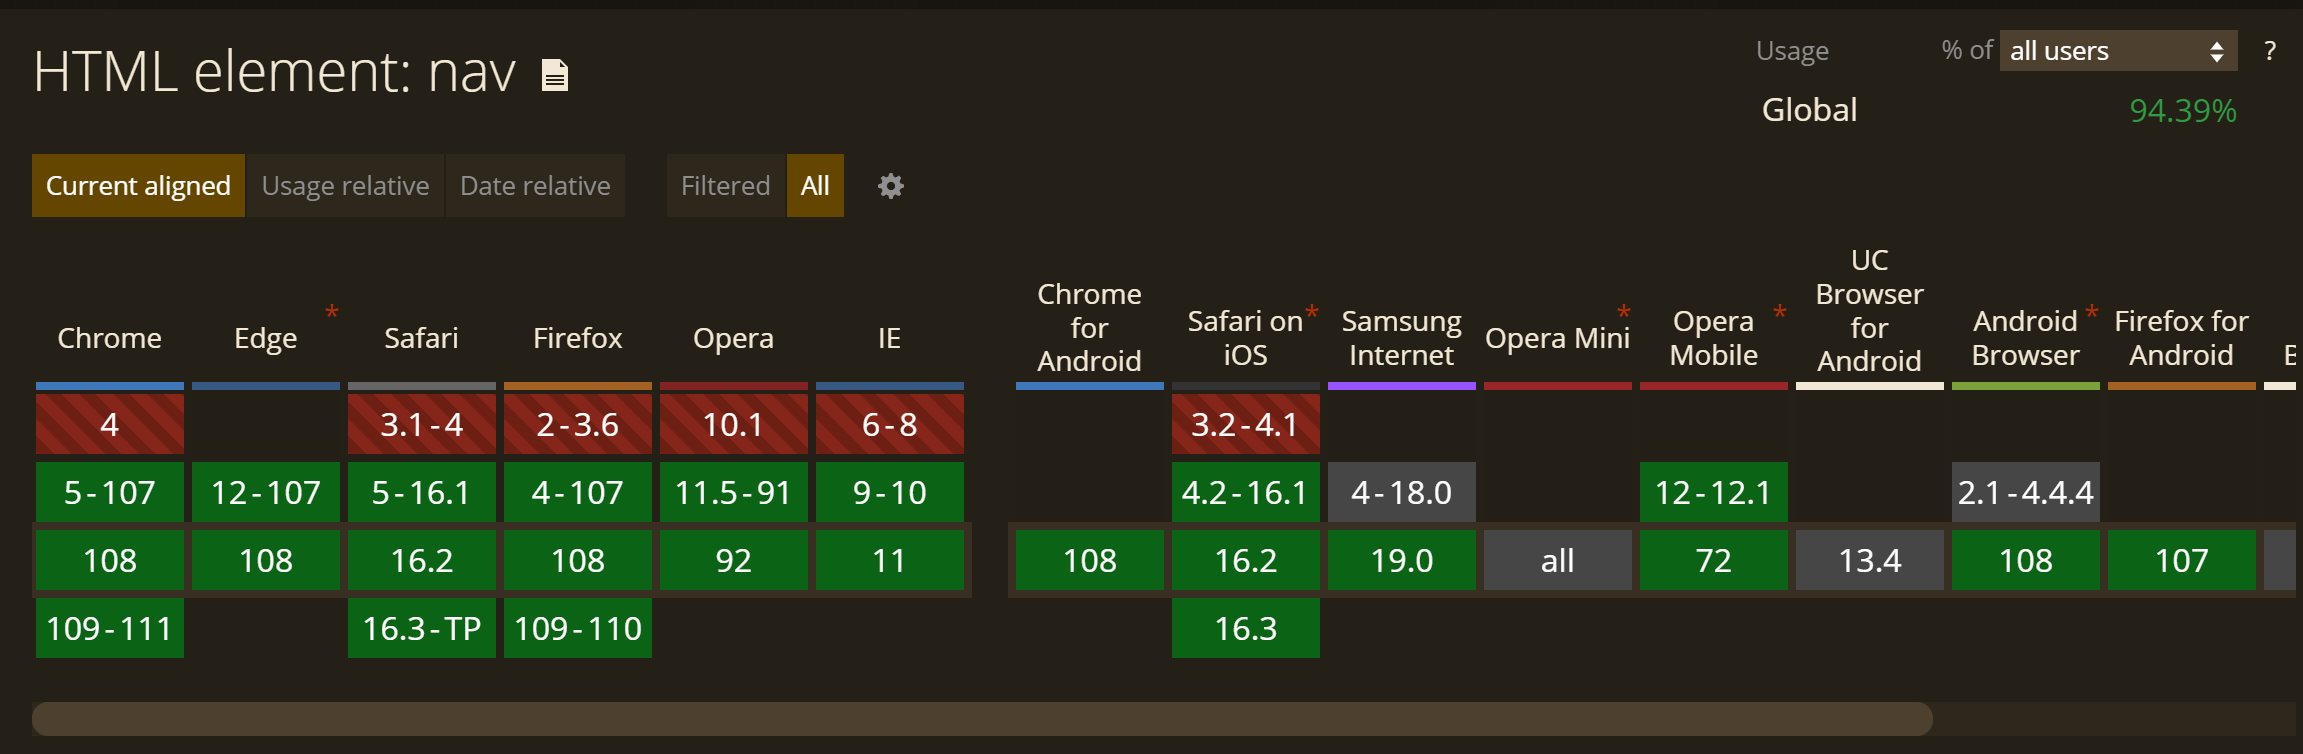 HTML element: nav
Usage % of all users ?
Global 94.39%
Current aligned Usage relative Date relative Filtered All
Chrome
Edge *
Safari
Firefox
Opera
IE
Chrome
for
Android
Safari on *
iOS
Samsung
Internet
Opera Mini *
Opera *
Mobile
UC
Browser
for
Android
Android *
Browser
Firefox for
Android
4 3.1-4 2-3.6 10.1 6-8 3.2-4.1
5-107 12-107 5-16.1 4-107 11.5-91 9-10 4.2-16.1 4-18.0 12-12.1 2.1-4.4.4
108 108 16.2 108 92 11 108 16.2 19.0 all 72 13.4 108 107
109-111 16.3-TP 109-110 16.3